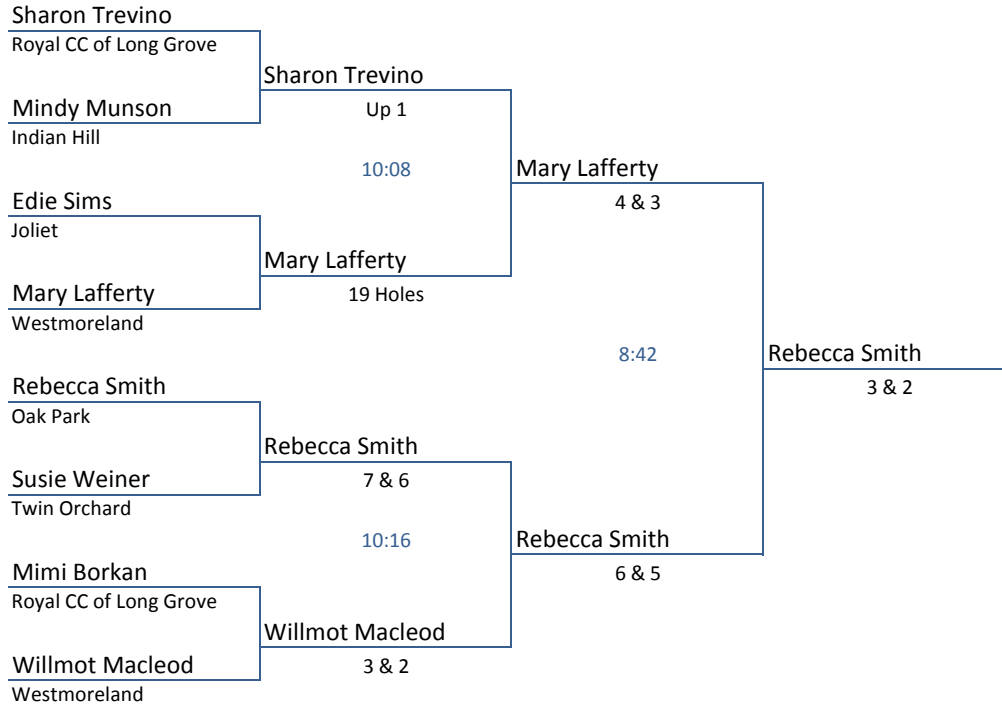 Sharon Trevino
Royal CC of Long Grove
Sharon Trevino
Mindy Munson
Up 1
Indian Hill
10:08
Mary Lafferty
Edie Sims
4 & 3
Joliet
Mary Lafferty
Mary Lafferty
19 Holes
Westmoreland
8:42
Rebecca Smith
Rebecca Smith
3 & 2
Oak Park
Rebecca Smith
Susie Weiner
7 & 6
Twin Orchard
10:16
Rebecca Smith
Mimi Borkan
6 & 5
Royal CC of Long Grove
Willmot Macleod
Willmot Macleod
3 & 2
Westmoreland